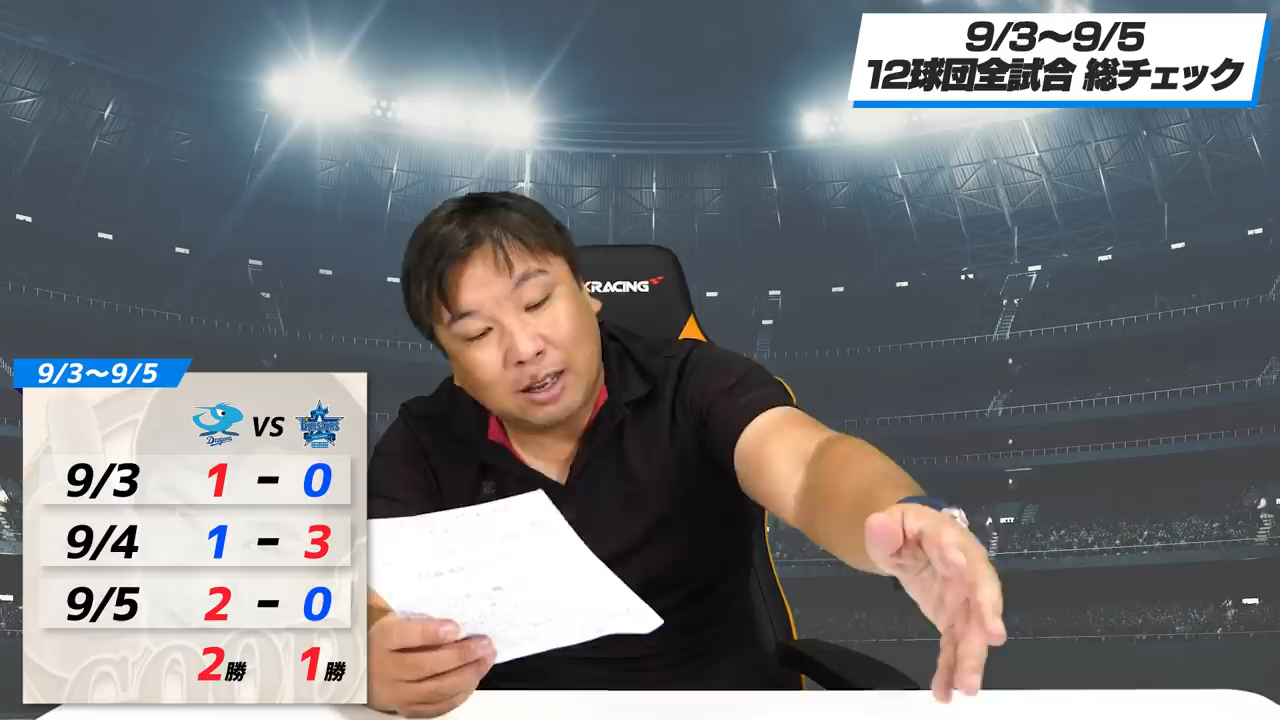 9/3〜9/5
12球団全試合 総チェック
KRACING
9/3〜9/5
Dragons VS BAYSTARS
9/3 1 - 0
9/4 1 - 3
9/5 2 - 0
2勝 1勝